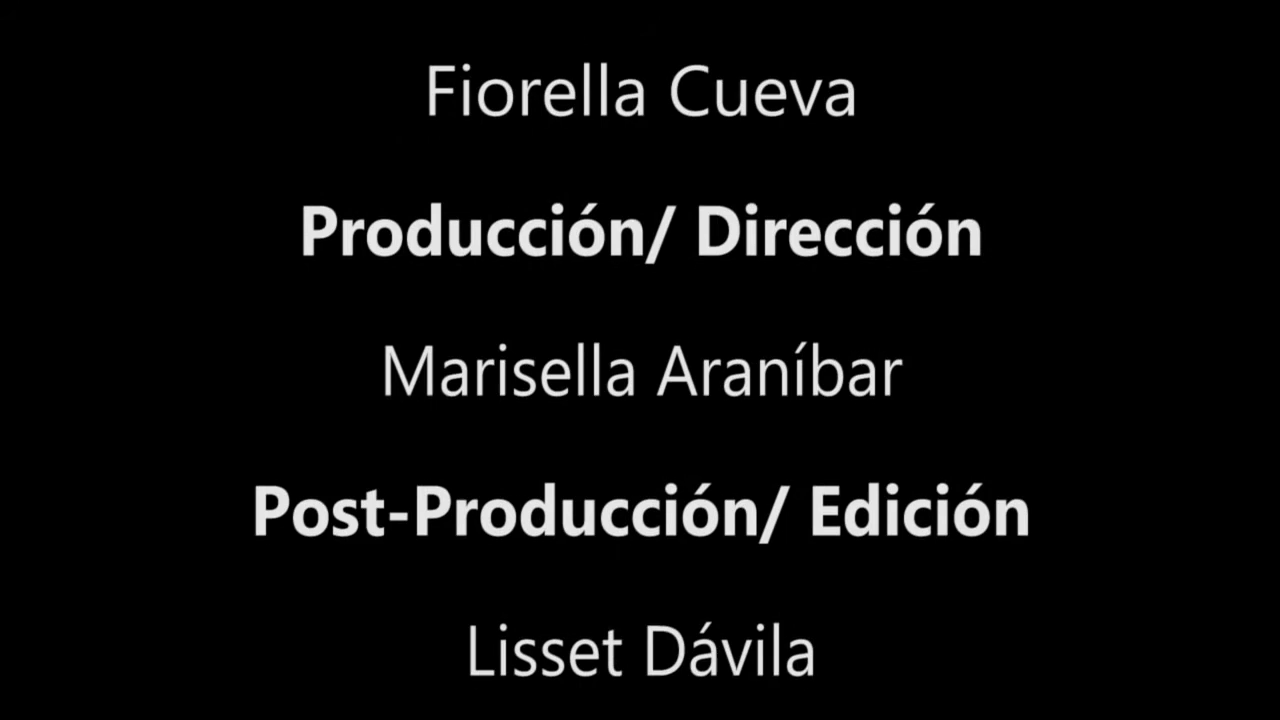 Fiorella Cueva
Producción/ Dirección
Marisella Araníbar
Post-Producción/ Edición
Lisset Dávila